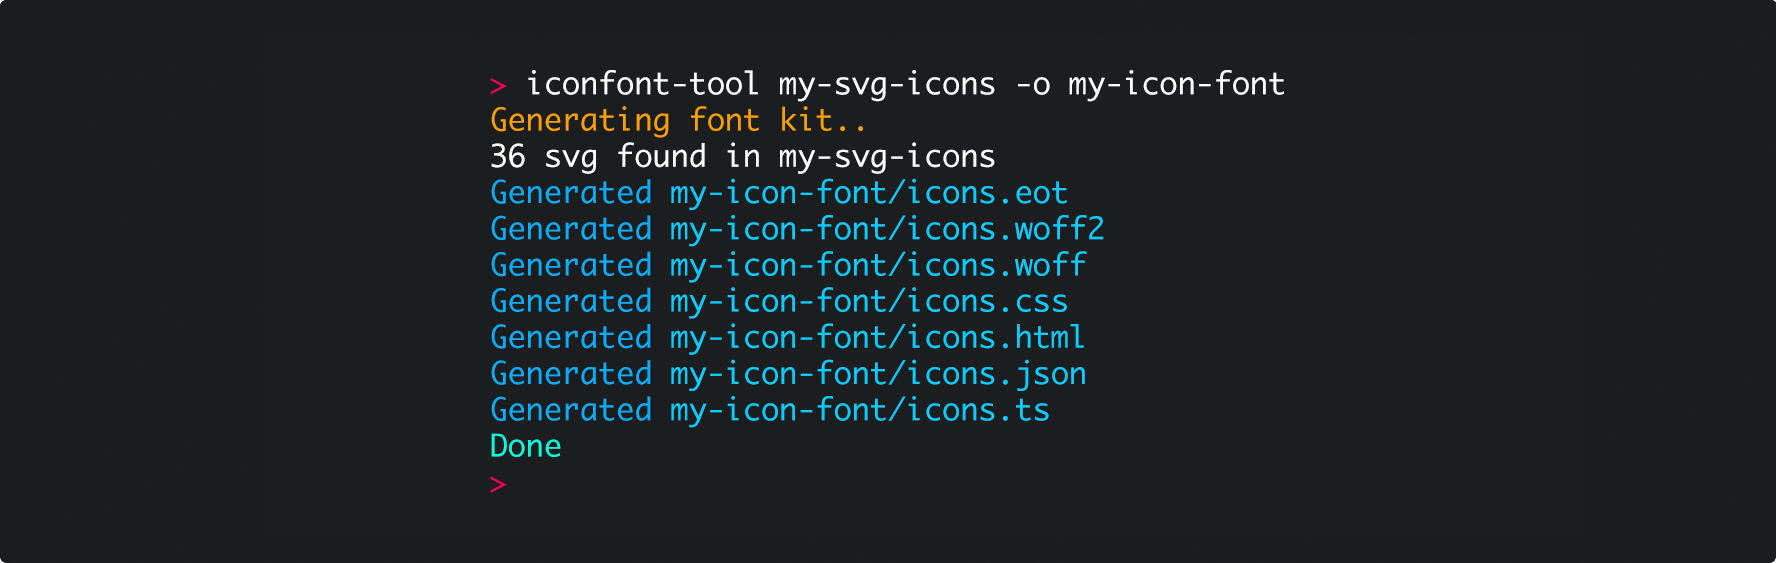 > iconfont-tool my-svg-icons -o my-icon-font
Generating font kit..
36 svg found in my-svg-icons
Generated my-icon-font/icons.eot
Generated my-icon-font/icons.woff2
Generated my-icon-font/icons.woff
Generated my-icon-font/icons.css
Generated my-icon-font/icons.html
Generated my-icon-font/icons.json
Generated my-icon-font/icons.ts
Done
>